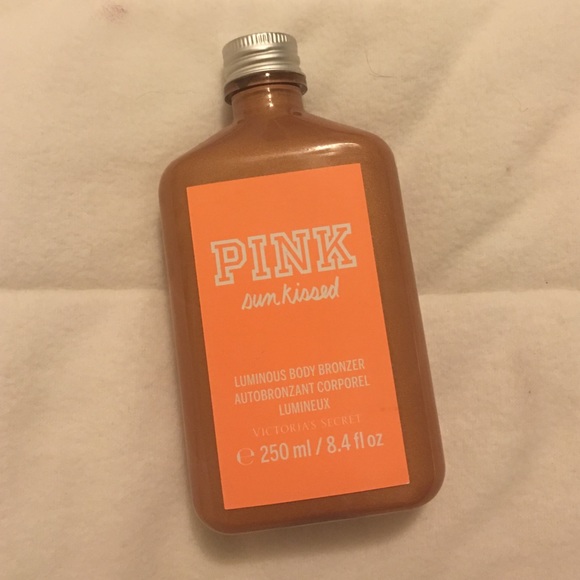 PINK
sun kissed
LUMINOUS BODY BRONZER
AUTOBRONZANT CORPOREL
LUMINEUX
VICTORIA'S SECRET
℮ 250 ml / 8.4 fl oz